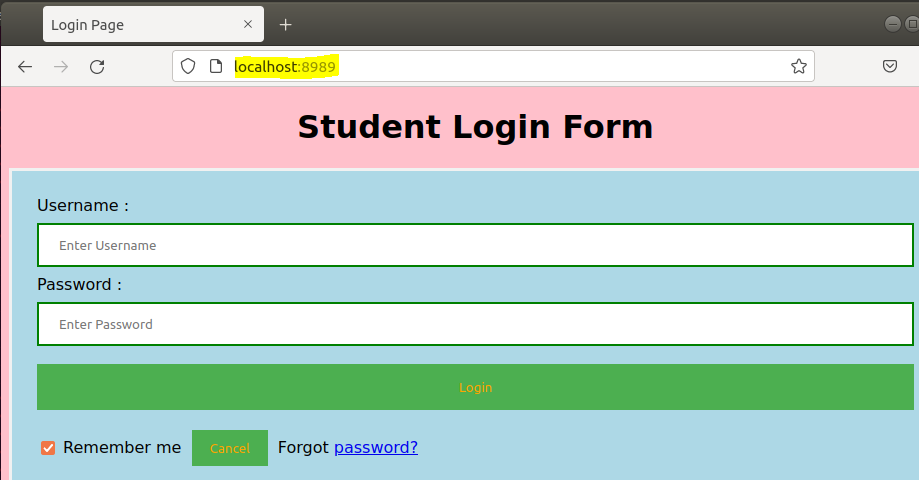 Login Page
localhost:8989
Student Login Form
Username :
Enter Username
Password :
Enter Password
Login
Remember me Cancel Forgot password?